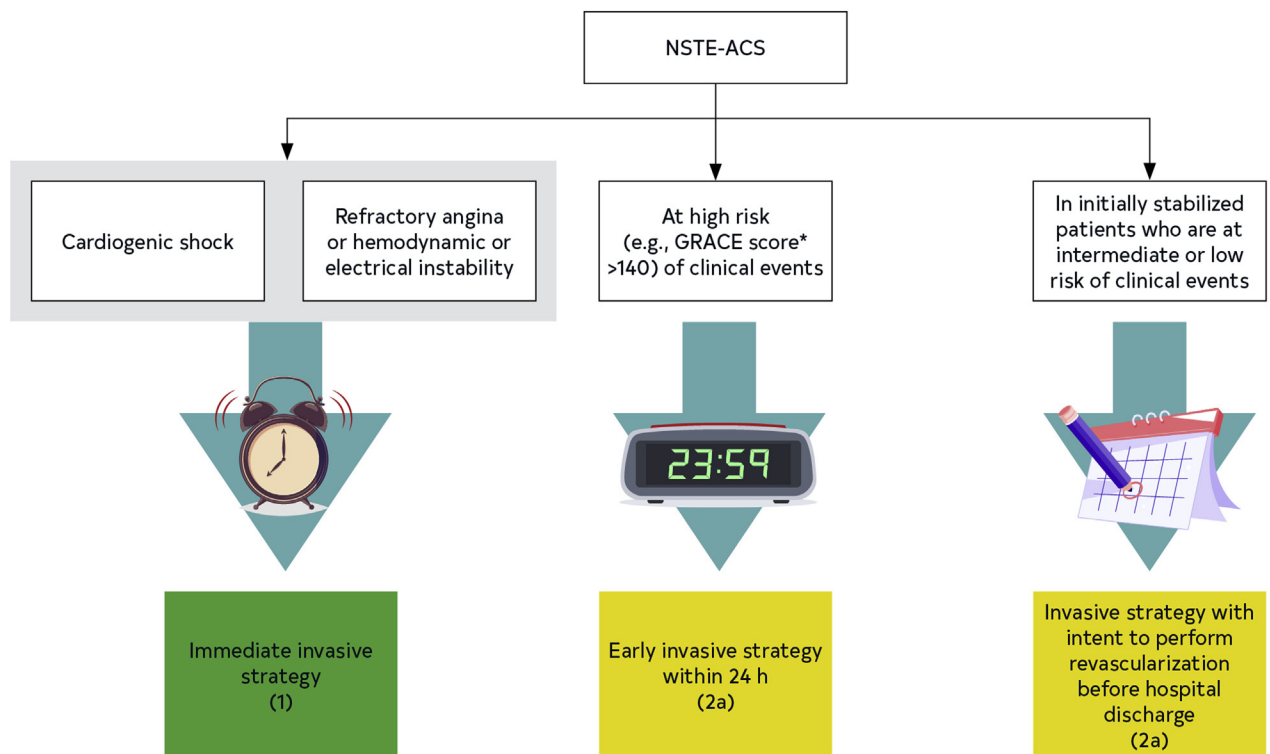 NSTE-ACS
Cardiogenic shock
Refractory angina
or hemodynamic or
electrical instability
At high risk
(e.g., GRACE score*
>140) of clinical events
In initially stabilized
patients who are at
intermediate or low
risk of clinical events
23:59
Immediate invasive
strategy
(1)
Early invasive strategy
within 24 h
(2a)
Invasive strategy with
intent to perform
revascularization
before hospital
discharge
(2a)